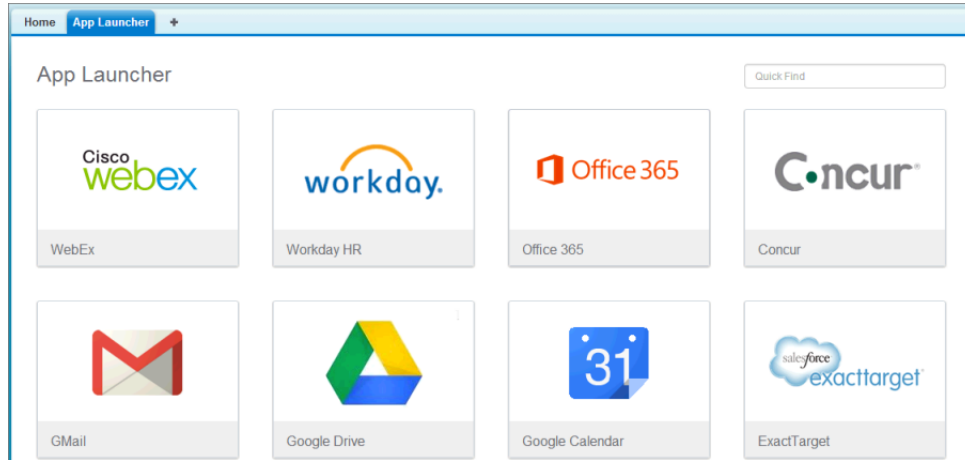 Home App Launcher +
App Launcher
Quick Find
Cisco
webex
workday.
Office 365
C•ncur®
WebEx
Workday HR
Office 365
Concur
31
salesforce
exacttarget
GMail
Google Drive
Google Calendar
ExactTarget